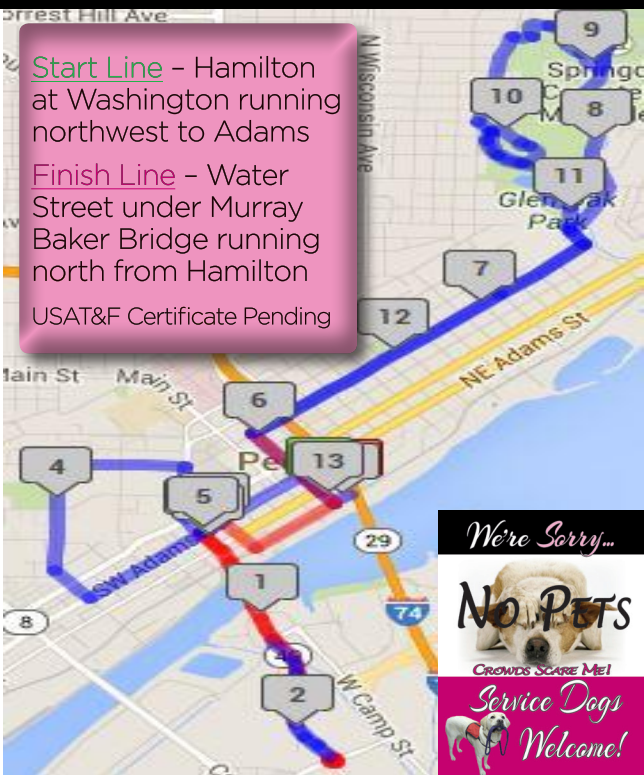 orrest Hill Ave
Start Line – Hamilton
at Washington running
northwest to Adams
Finish Line – Water
Street under Murray
Baker Bridge running
north from Hamilton
USAT&F Certificate Pending
N Wisconsin Ave
9
Springd
10
8
11
Glen Oak
Park
7
12
NE Adams St
Main St
Main St
6
Pe
13
4
5
SW Adams
29
1
74
8
2
W Camp St
We're Sorry...
No Pets
Crowds Scare Me!
Service Dogs
Welcome!